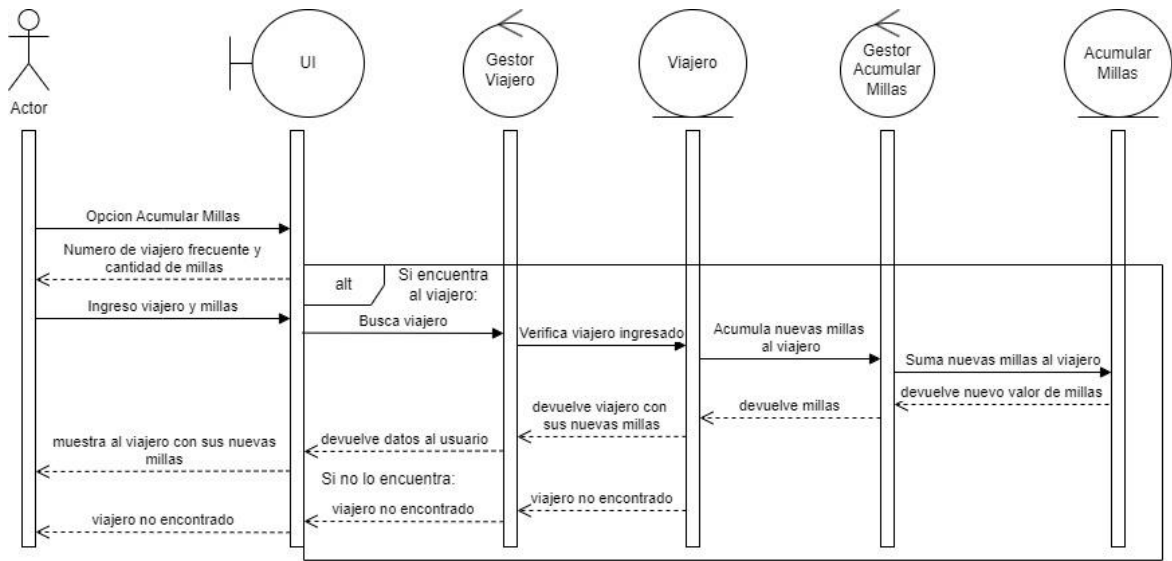 Actor
UI
Gestor
Viajero
Viajero
Gestor
Acumular
Millas
Acumular
Millas
Opcion Acumular Millas
Numero de viajero frecuente y
cantidad de millas
alt
Si encuentra
al viajero:
Ingreso viajero y millas
Busca viajero
Verifica viajero ingresado
Acumula nuevas millas
al viajero
Suma nuevas millas al viajero
devuelve nuevo valor de millas
devuelve millas
devuelve viajero con
sus nuevas millas
devuelve datos al usuario
muestra al viajero con sus nuevas
millas
Si no lo encuentra:
viajero no encontrado
viajero no encontrado
viajero no encontrado